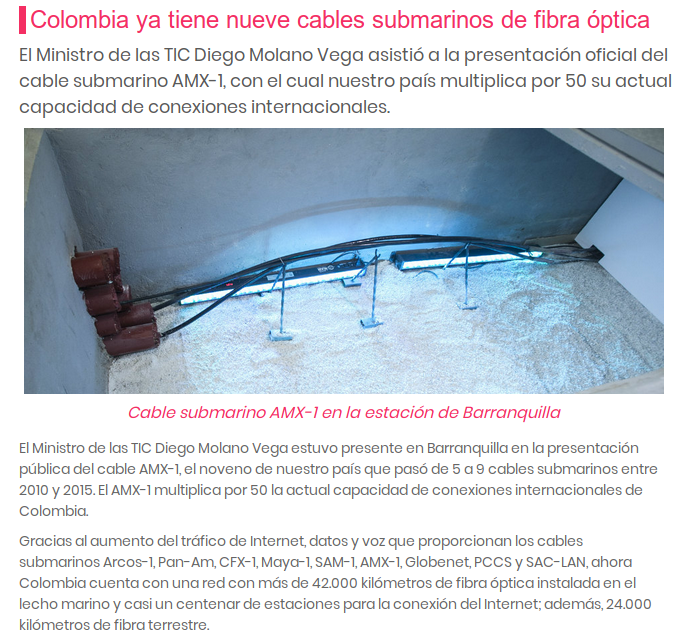 Colombia ya tiene nueve cables submarinos de fibra óptica
El Ministro de las TIC Diego Molano Vega asistió a la presentación oficial del
cable submarino AMX-1, con el cual nuestro país multiplica por 50 su actual
capacidad de conexiones internacionales.
Cable submarino AMX-1 en la estación de Barranquilla
El Ministro de las TIC Diego Molano Vega estuvo presente en Barranquilla en la presentación
pública del cable AMX-1, el noveno de nuestro país que pasó de 5 a 9 cables submarinos entre
2010 y 2015. El AMX-1 multiplica por 50 la actual capacidad de conexiones internacionales de
Colombia.
Gracias al aumento del tráfico de Internet, datos y voz que proporcionan los cables
submarinos Arcos-1, Pan-Am, CFX-1, Maya-1, SAM-1, AMX-1, Globenet, PCCS y SAC-LAN, ahora
Colombia cuenta con una red con más de 42.000 kilómetros de fibra óptica instalada en el
lecho marino y casi un centenar de estaciones para la conexión del Internet; además, 24.000
kilómetros de fibra terrestre.